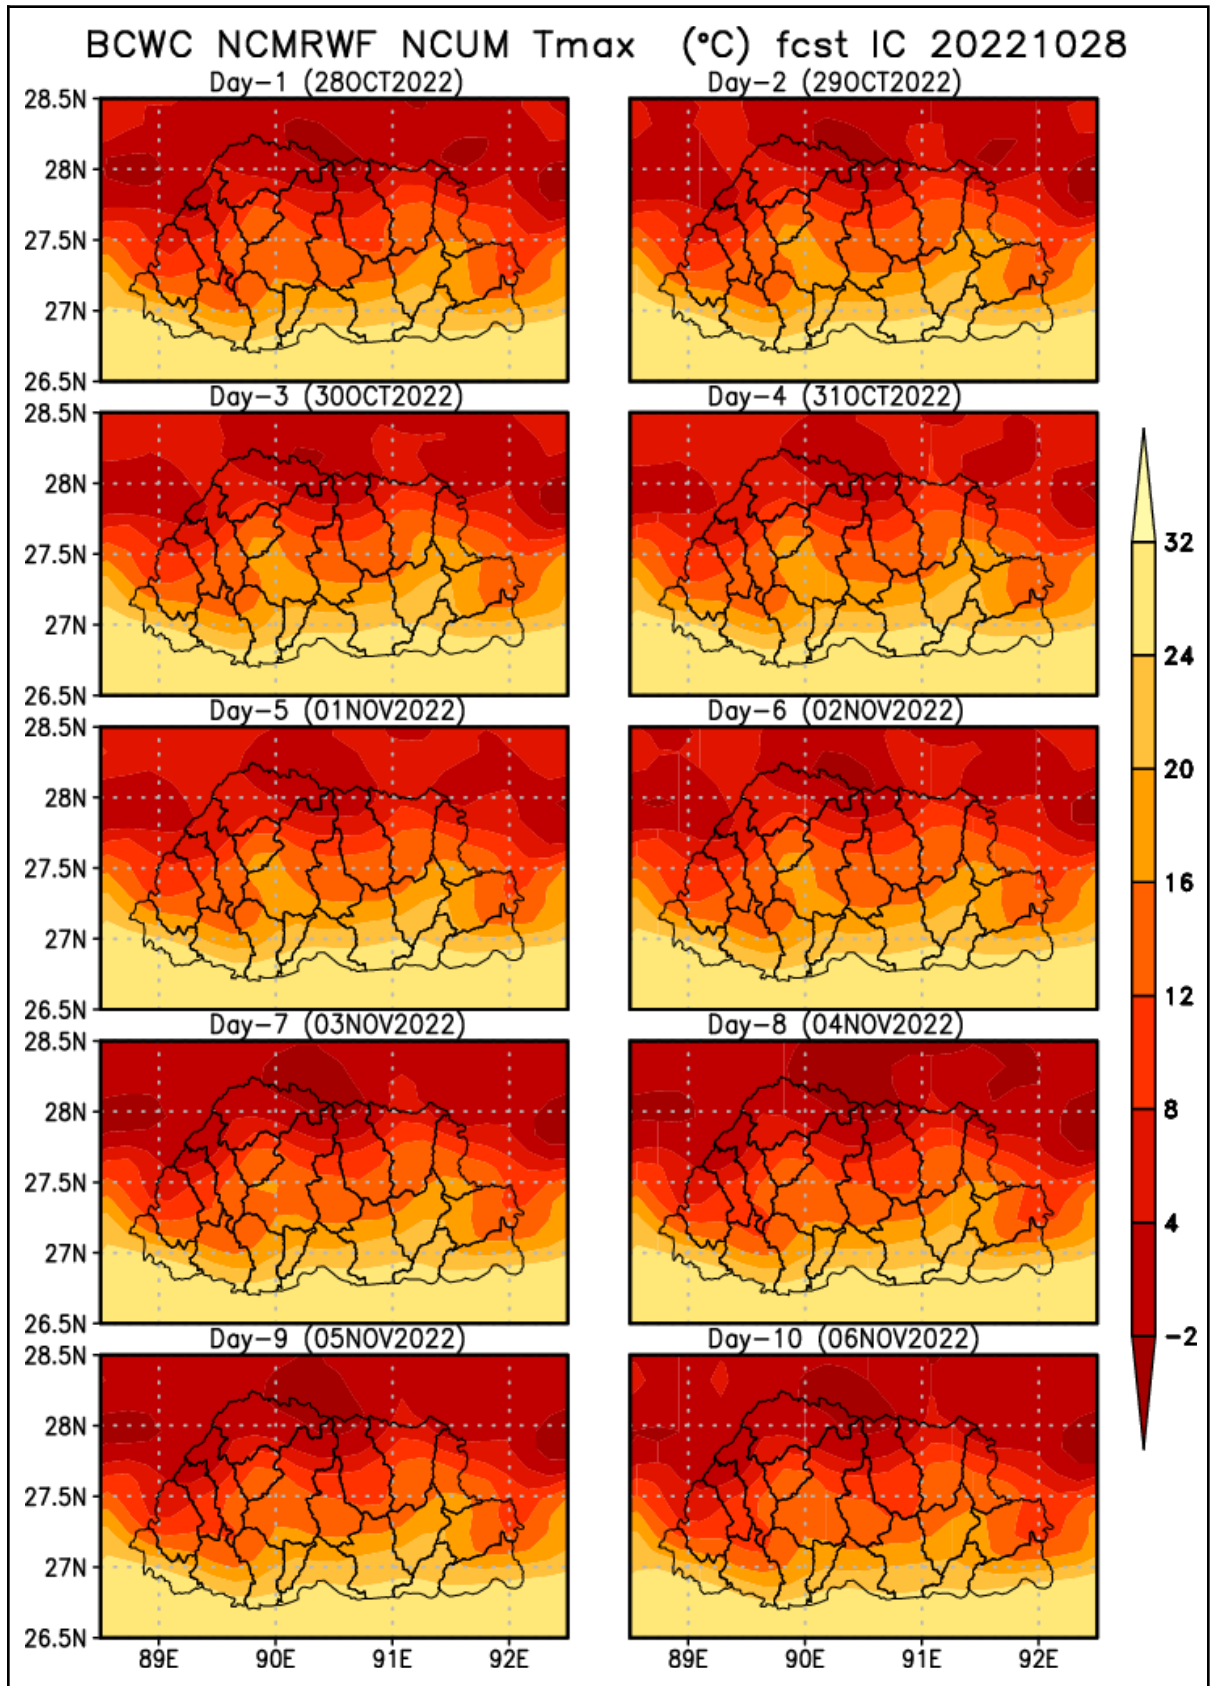 BCWC NCMRWF NCUM Tmax (°C) fcst IC 20221028
Day-1 (28OCT2022) Day-2 (29OCT2022)
28.5N
28N
27.5N
27N
26.5N
Day-3 (30OCT2022) Day-4 (31OCT2022)
28.5N
28N
27.5N
27N
26.5N
Day-5 (01NOV2022) Day-6 (02NOV2022)
28.5N
28N
27.5N
27N
26.5N
Day-7 (03NOV2022) Day-8 (04NOV2022)
28.5N
28N
27.5N
27N
26.5N
Day-9 (05NOV2022) Day-10 (06NOV2022)
28.5N
28N
27.5N
27N
26.5N
89E 90E 91E 92E 89E 90E 91E 92E
32
24
20
16
12
8
4
-2